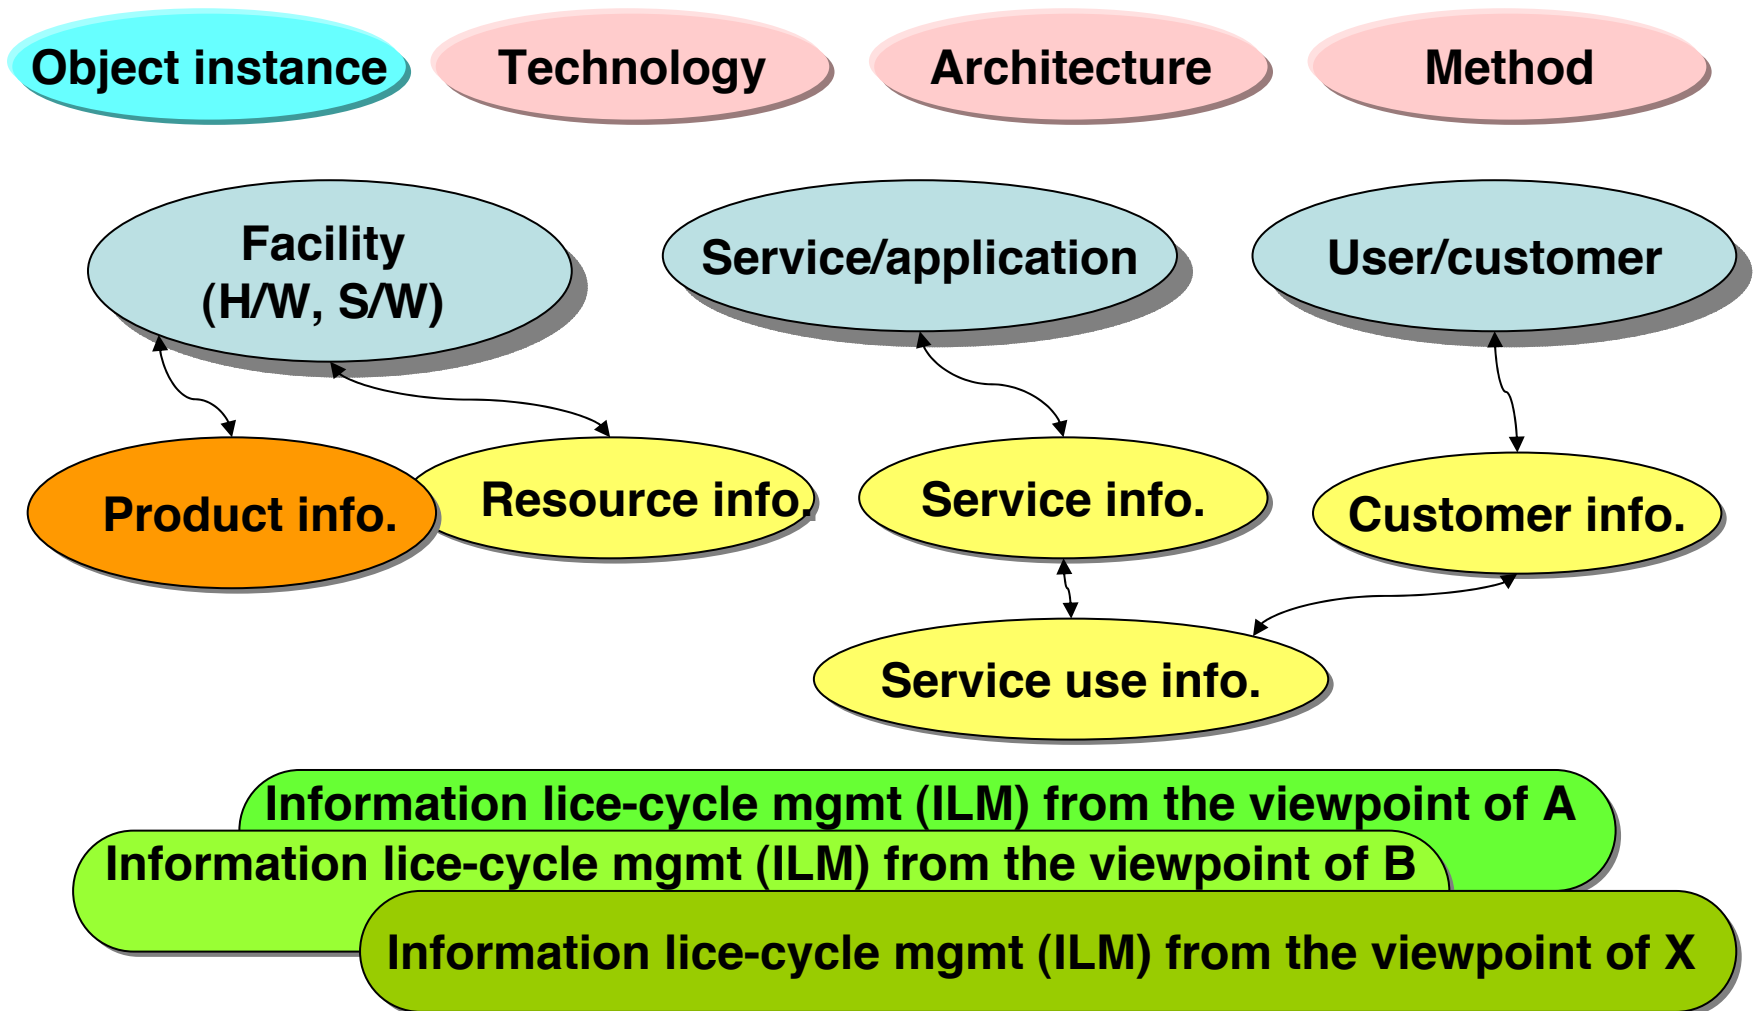 Object instance
Technology
Architecture
Method
Facility
(H/W, S/W)
Service/application
User/customer
Product info.
Resource info.
Service info.
Customer info.
Service use info.
Information lice-cycle mgmt (ILM) from the viewpoint of A
Information lice-cycle mgmt (ILM) from the viewpoint of B
Information lice-cycle mgmt (ILM) from the viewpoint of X